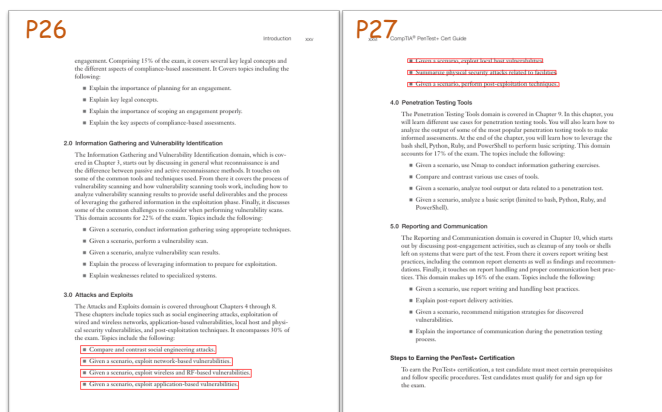 P26
Introduction xxv
engagement. Comprising 15% of the exam, it covers several key legal concepts and
the different aspects of compliance-based assessment. It Covers topics including the
following:
■ Explain the importance of planning for an engagement.
■ Explain key legal concepts.
■ Explain the importance of scoping an engagement properly.
■ Explain the key aspects of compliance-based assessments.
2.0 Information Gathering and Vulnerability Identification
The Information Gathering and Vulnerability Identification domain, which is cov-
ered in Chapter 3, starts out by discussing in general what reconnaissance is and
the difference between passive and active reconnaissance methods. It touches on
some of the common tools and techniques used. From there it covers the process of
vulnerability scanning and how vulnerability scanning tools work, including how to
analyze vulnerability scanning results to provide useful deliverables and the process
of leveraging the gathered information in the exploitation phase. Finally, it discusses
some of the common challenges to consider when performing vulnerability scans.
This domain accounts for 22% of the exam. Topics include the following:
■ Given a scenario, conduct information gathering using appropriate techniques.
■ Given a scenario, perform a vulnerability scan.
■ Given a scenario, analyze vulnerability scan results.
■ Explain the process of leveraging information to prepare for exploitation.
■ Explain weaknesses related to specialized systems.
3.0 Attacks and Exploits
The Attacks and Exploits domain is covered throughout Chapters 4 through 8.
These chapters include topics such as social engineering attacks, exploitation of
wired and wireless networks, application-based vulnerabilities, local host and physi-
cal security vulnerabilities, and post-exploitation techniques. It encompasses 30% of
the exam. Topics include the following:
■ Compare and contrast social engineering attacks.
■ Given a scenario, exploit network-based vulnerabilities.
■ Given a scenario, exploit wireless and RF-based vulnerabilities.
■ Given a scenario, exploit application-based vulnerabilities.
P27
CompTIA® PenTest+ Cert Guide
■ Given a scenario, exploit local host vulnerabilities.
■ Summarize physical security attacks related to facilities.
■ Given a scenario, perform post-exploitation techniques.
4.0 Penetration Testing Tools
The Penetration Testing Tools domain is covered in Chapter 9. In this chapter, you
will learn different use cases for penetration testing tools. You will also learn how to
analyze the output of some of the most popular penetration testing tools to make
informed assessments. At the end of the chapter, you will learn how to leverage the
bash shell, Python, Ruby, and PowerShell to perform basic scripting. This domain
accounts for 17% of the exam. The topics include the following:
■ Given a scenario, use Nmap to conduct information gathering exercises.
■ Compare and contrast various use cases of tools.
■ Given a scenario, analyze tool output or data related to a penetration test.
■ Given a scenario, analyze a basic script (limited to bash, Python, Ruby, and
PowerShell).
5.0 Reporting and Communication
The Reporting and Communication domain is covered in Chapter 10, which starts
out by discussing post-engagement activities, such as cleanup of any tools or shells
left on systems that were part of the test. From there it covers report writing best
practices, including the common report elements as well as findings and recommen-
dations. Finally, it touches on report handling and proper communication best prac-
tices. This domain makes up 16% of the exam. Topics include the following:
■ Given a scenario, use report writing and handling best practices.
■ Explain post-report delivery activities.
■ Given a scenario, recommend mitigation strategies for discovered
vulnerabilities.
■ Explain the importance of communication during the penetration testing
process.
Steps to Earning the PenTest+ Certification
To earn the PenTest+ certification, a test candidate must meet certain prerequisites
and follow specific procedures. Test candidates must qualify for and sign up for
the exam.